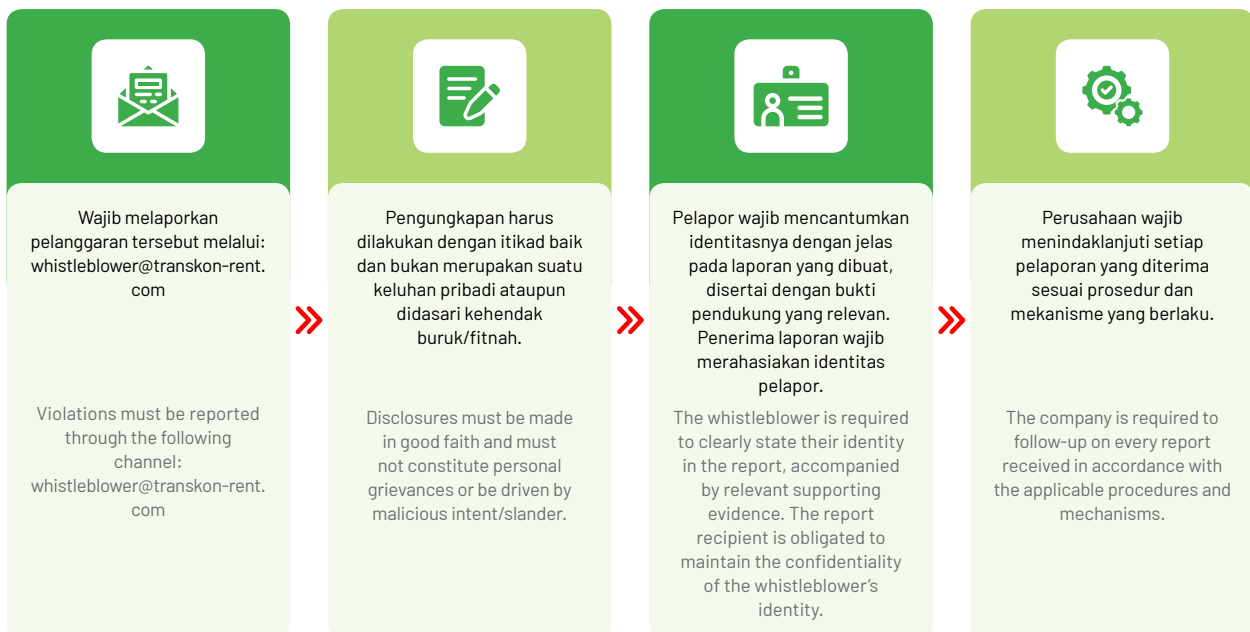 Wajib melaporkan
pelanggaran tersebut melalui:
whistleblower@transkon-rent.
com
Violations must be reported
through the following
channel:
whistleblower@transkon-rent.
com
Pengungkapan harus
dilakukan dengan itikad baik
dan bukan merupakan suatu
keluhan pribadi ataupun
didasari kehendak
buruk/fitnah.
Disclosures must be made
in good faith and must
not constitute personal
grievances or be driven by
malicious intent/slander.
Pelapor wajib mencantumkan
identitasnya dengan jelas
pada laporan yang dibuat,
disertai dengan bukti
pendukung yang relevan.
Penerima laporan wajib
merahasiakan identitas
pelapor.
The whistleblower is required
to clearly state their identity
in the report, accompanied
by relevant supporting
evidence. The report
recipient is obligated to
maintain the confidentiality
of the whistleblower’s
identity.
Perusahaan wajib
menindaklanjuti setiap
pelaporan yang diterima
sesuai prosedur dan
mekanisme yang berlaku.
The company is required to
follow-up on every report
received in accordance with
the applicable procedures and
mechanisms.